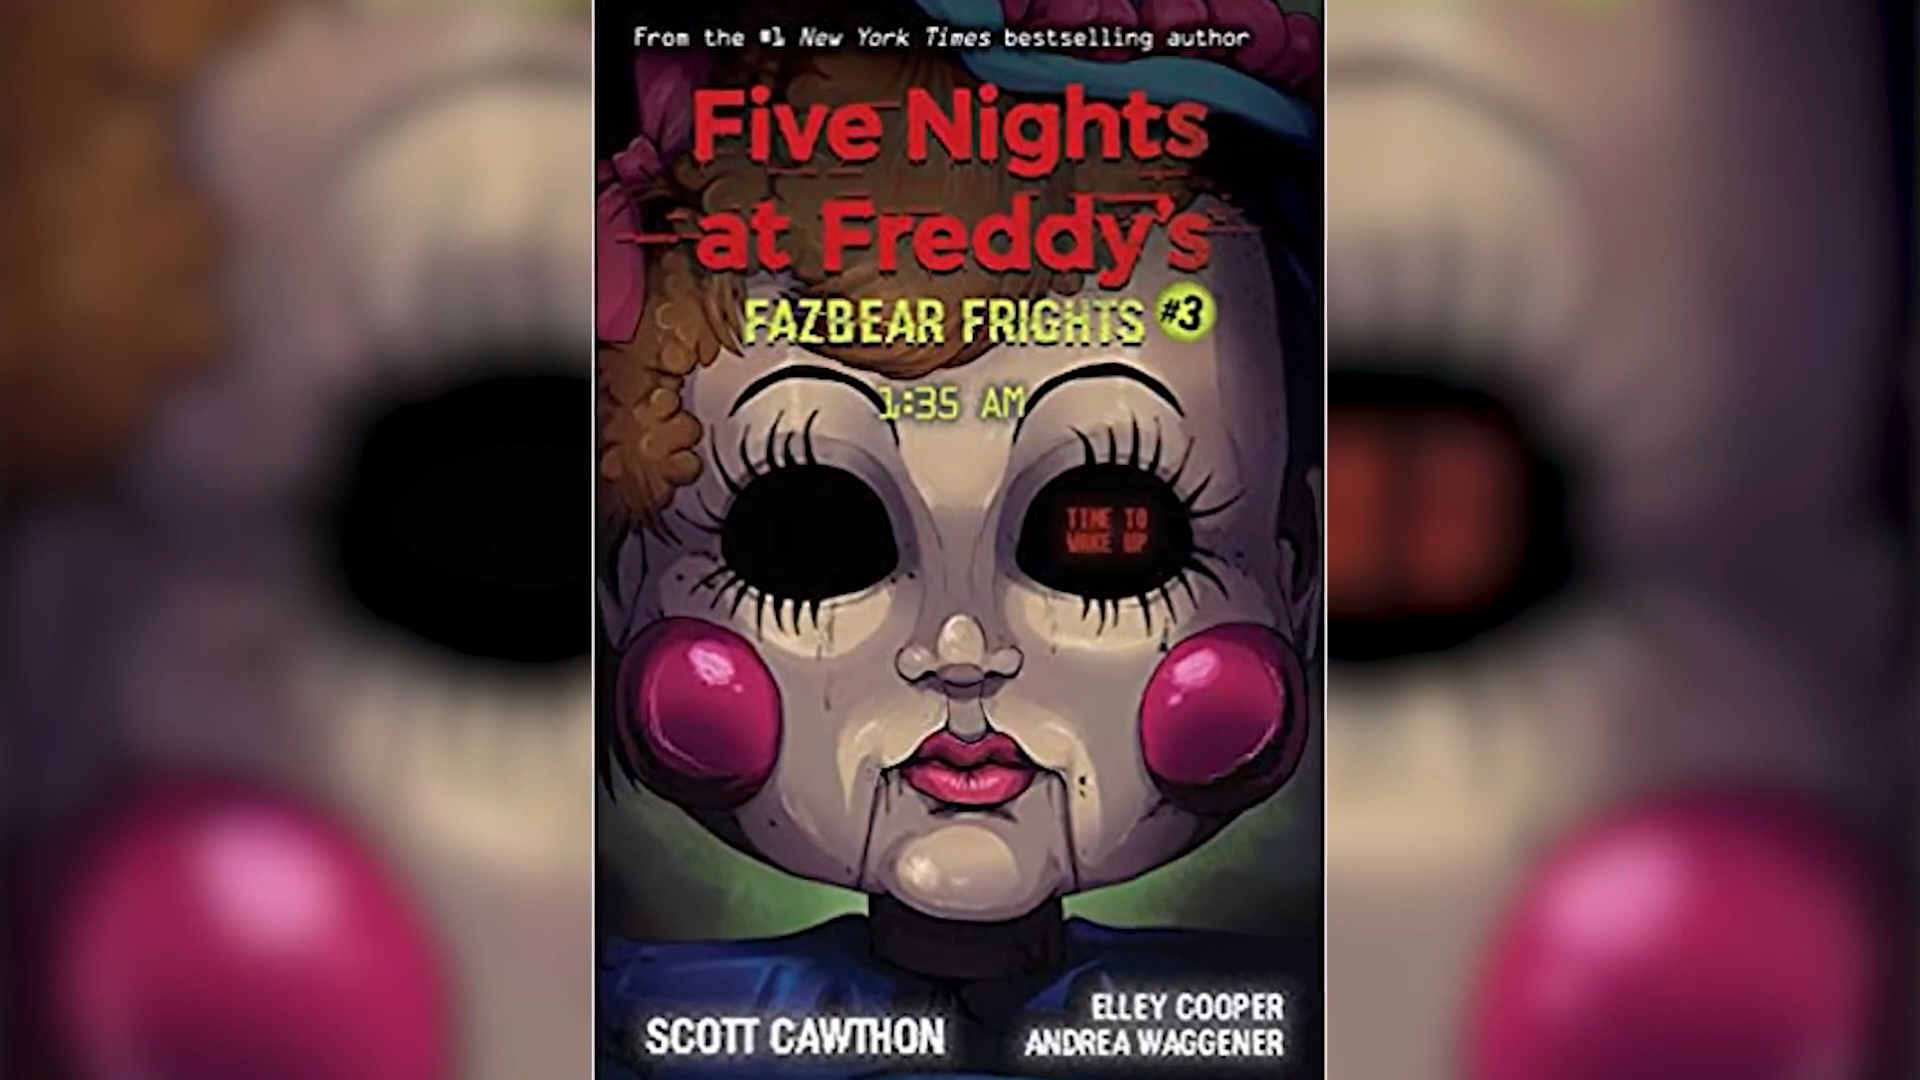 From the #1 New York Times bestselling author
Five Nights
at Freddy's
FAZBEAR FRIGHTS #3
1:35 AM
TIME TO
WAKE UP
SCOTT CAWTHON
ELLEY COOPER
ANDREA WAGGENER